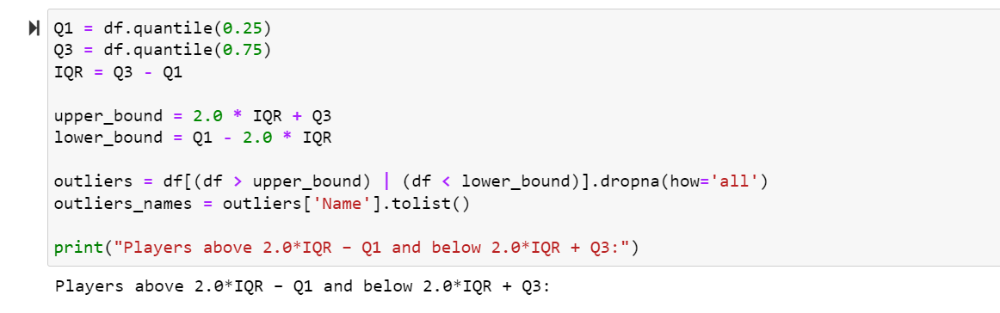 Q1 = df.quantile(0.25)
Q3 = df.quantile(0.75)
IQR = Q3 - Q1
upper_bound = 2.0 * IQR + Q3
lower_bound = Q1 - 2.0 * IQR
outliers = df[(df > upper_bound) | (df < lower_bound)].dropna(how='all')
outliers_names = outliers['Name'].tolist()
print("Players above 2.0*IQR – Q1 and below 2.0*IQR + Q3:")
Players above 2.0*IQR – Q1 and below 2.0*IQR + Q3: